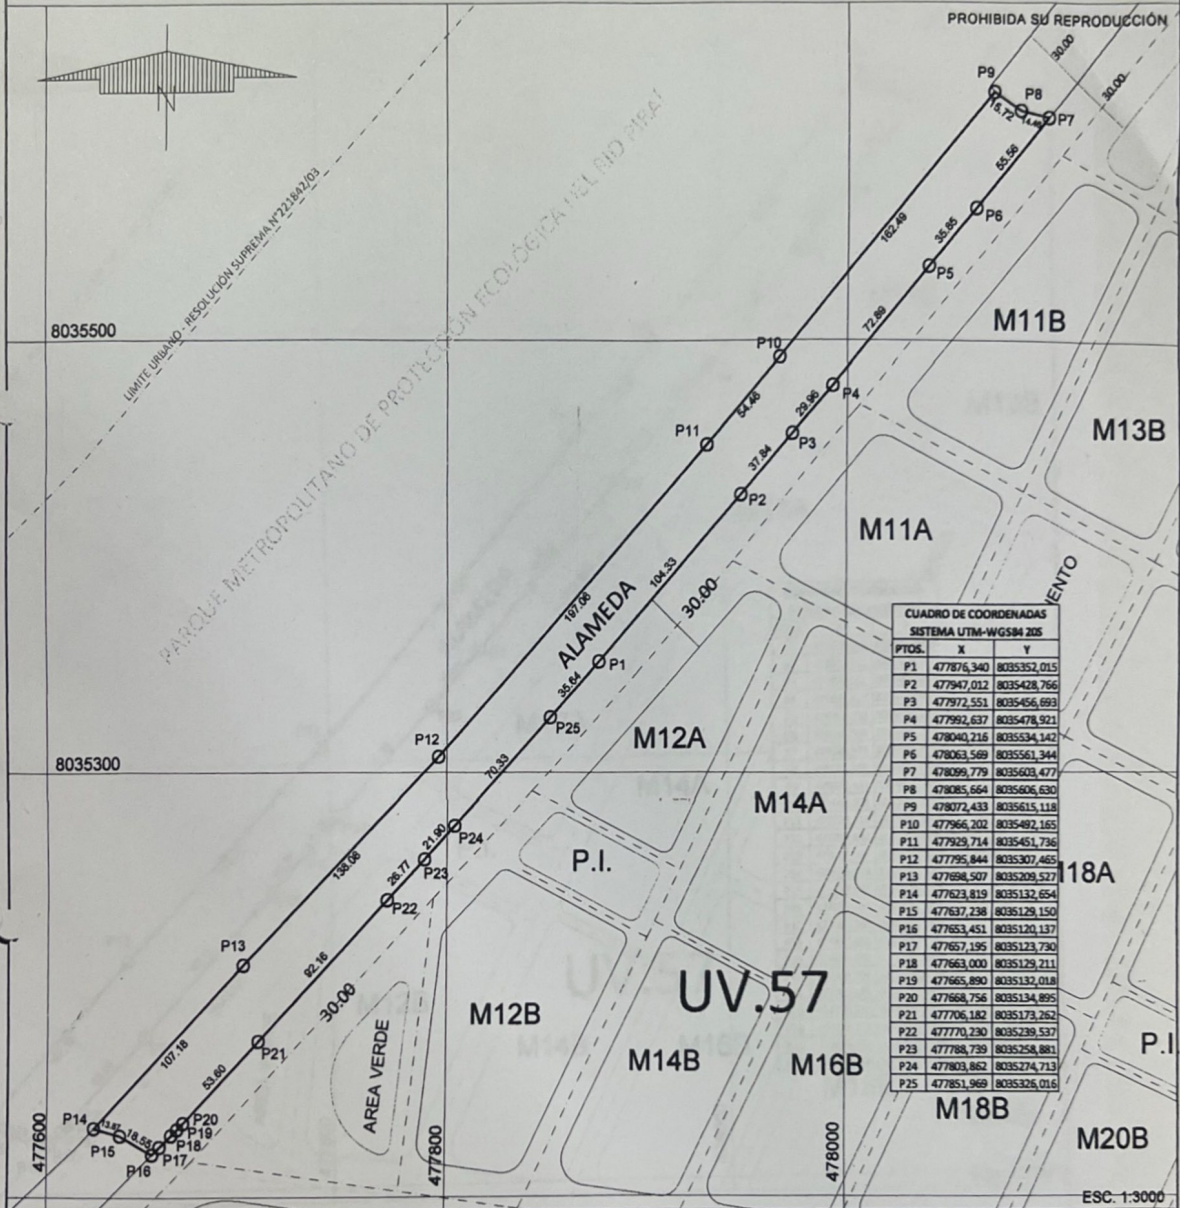 PROHIBIDA SU REPRODUCCIÓN
N
LIMITE URBANO - RESOLUCIÓN SUPREMA N°221842/03
PARQUE METROPOLITANO DE PROTECCIÓN ECOLÓGICA DEL RIO PIRAÍ
30.00
30.00
P9
P8
P7
15.72
14.46
55.56
P6
35.85
162.49
P5
72.89
M11B
8035500
P10
P4
54.46
29.96
P11
P3
37.84
M13B
P2
M11A
104.33
197.06
ALAMEDA
30.00
P1
35.64
P25
M12A
P12
8035300
70.33
M14A
21.90
P24
P23
138.08
26.77
P22
P.I.
P13
92.16
30.00
107.18
P21
53.60
UV.57
M12B
AREA VERDE
M14B
M16B
M18A
P.I.
P14
13.87
P15
18.55
P16
P17
P18
P19
P20
M18B
M20B
477600
477800
478000
CUADRO DE COORDENADAS
SISTEMA UTM-WGS84 20S
PTOS. X Y
P1 477876,340 8035352,015
P2 477947,012 8035428,766
P3 477972,551 8035456,693
P4 477992,637 8035478,921
P5 478040,216 8035534,142
P6 478063,569 8035561,344
P7 478099,779 8035603,477
P8 478085,664 8035606,630
P9 478072,433 8035615,118
P10 477966,202 8035492,165
P11 477929,714 8035451,736
P12 477795,844 8035307,465
P13 477698,507 8035209,527
P14 477623,819 8035132,654
P15 477637,238 8035129,150
P16 477653,451 8035120,137
P17 477657,195 8035123,730
P18 477663,000 8035129,211
P19 477665,890 8035132,018
P20 477668,756 8035134,895
P21 477706,182 8035173,262
P22 477770,230 8035239,537
P23 477788,739 8035258,881
P24 477803,862 8035274,713
P25 477851,969 8035326,016
ESC. 1:3000